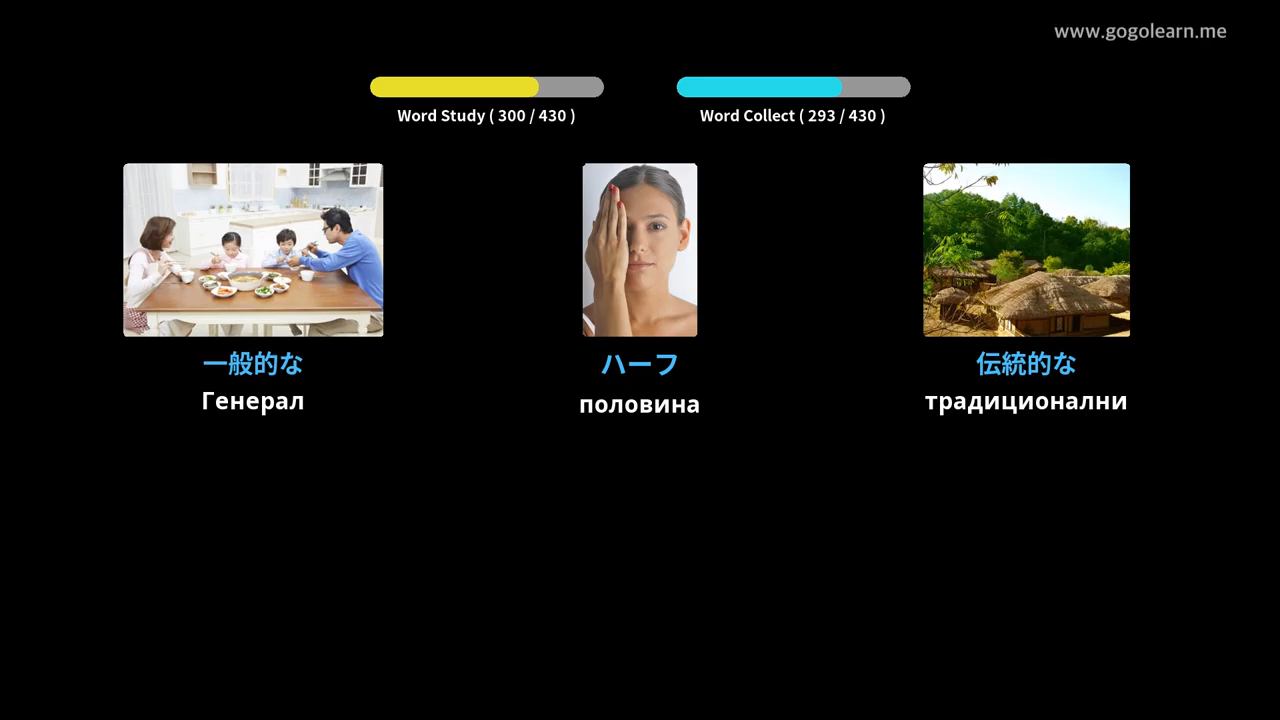 www.gogolearn.me
Word Study ( 300 / 430 )
Word Collect ( 293 / 430 )
一般的な
Генерал
ハーフ
половина
伝統的な
традиционални